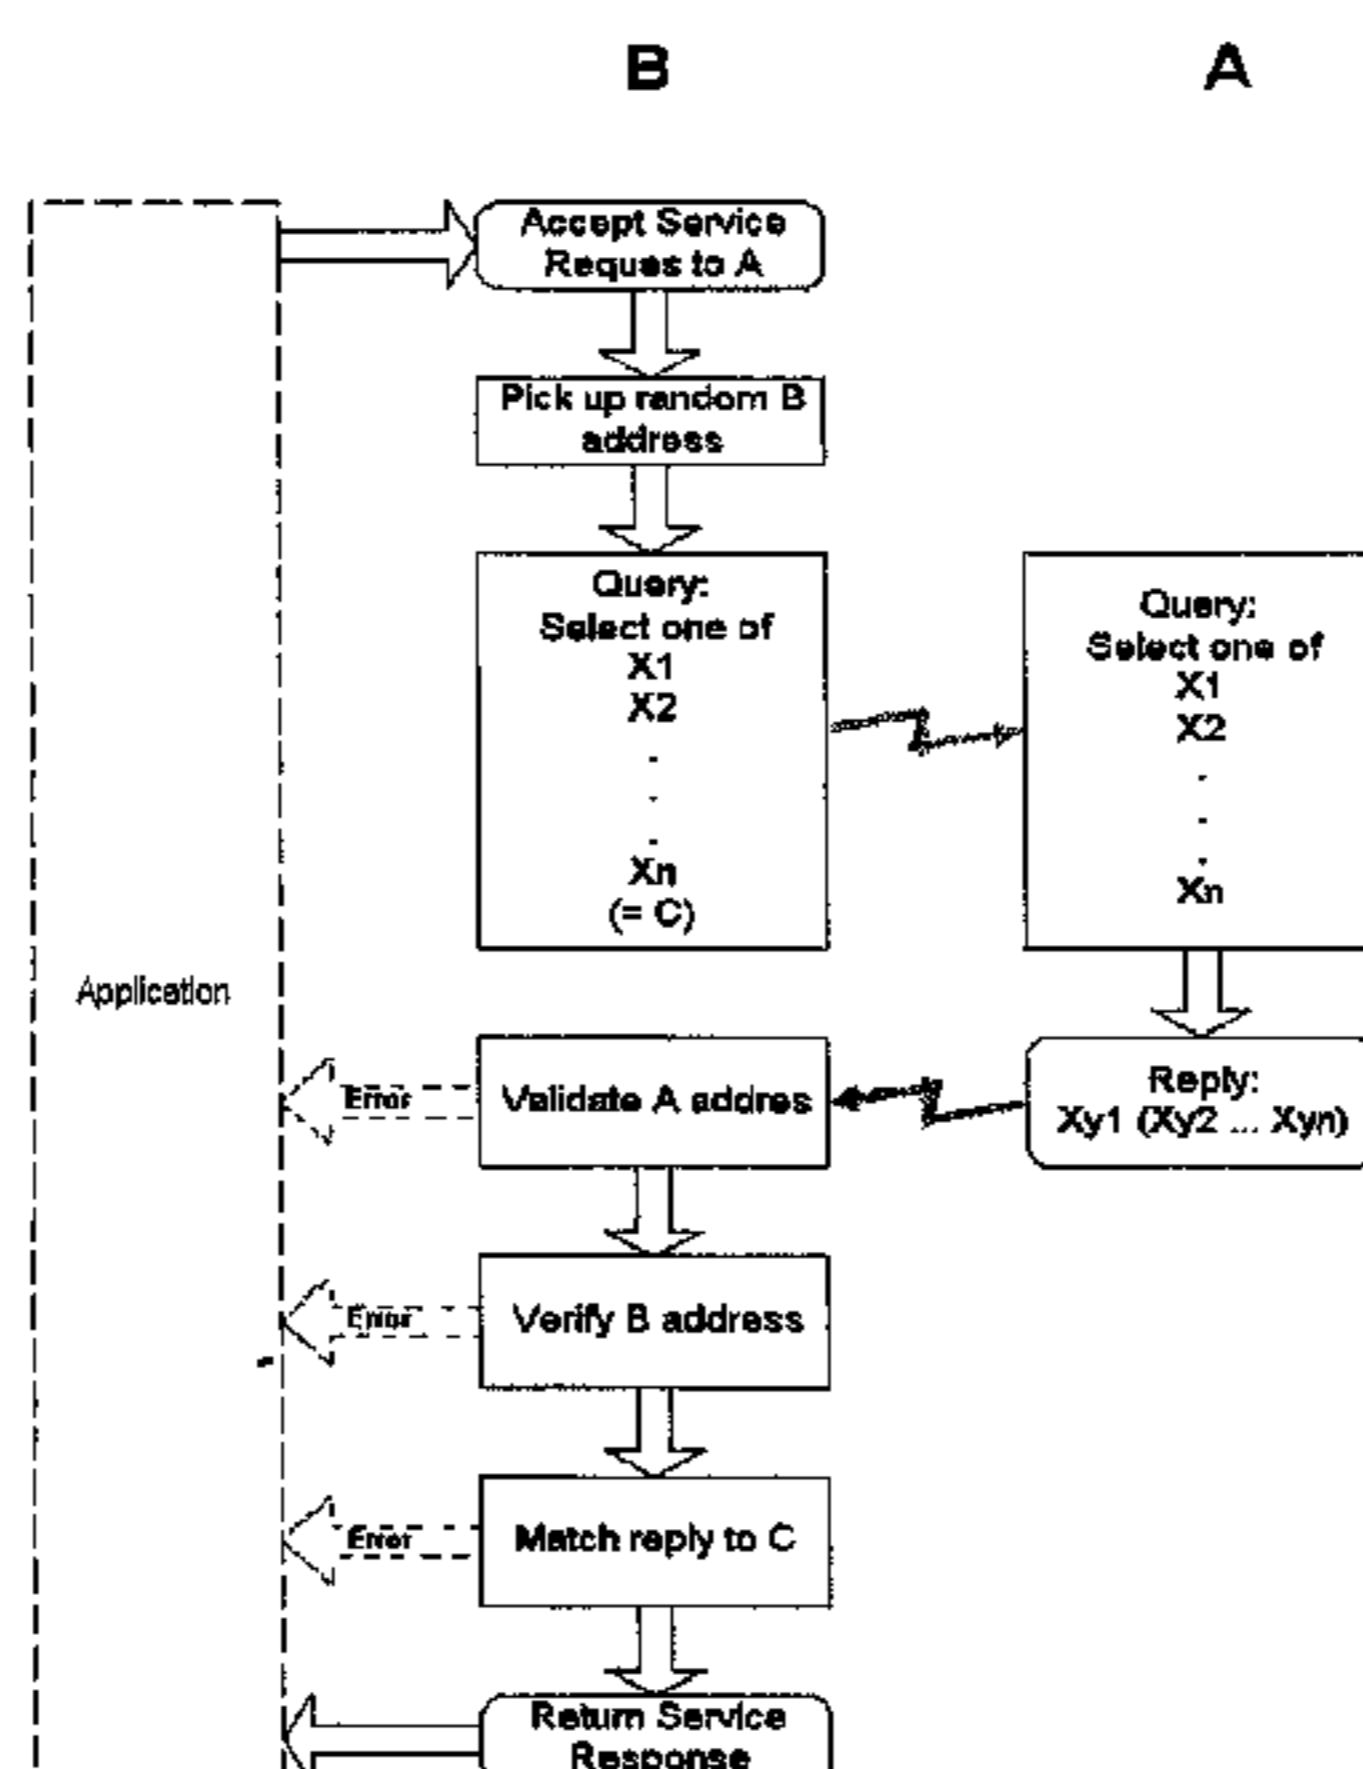 B
A
Accept Service
Reques to A
Pick up random B
address
Query:
Select one of
X1
X2
.
.
.
Xn
(= C)
Query:
Select one of
X1
X2
.
.
.
Xn
Application
Error
Validate A addres
Reply:
Xy1 (Xy2 ... Xyn)
Error
Verify B address
Error
Match reply to C
Return Service
Response